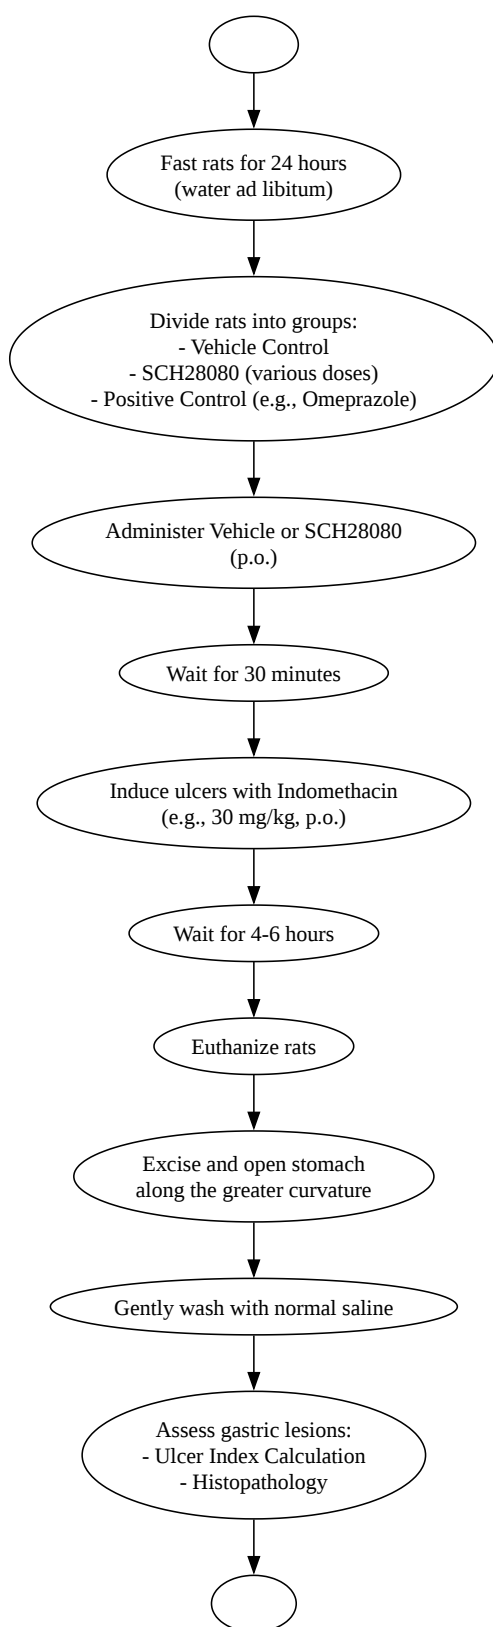 Fast rats for 24 hours
(water ad libitum)
Divide rats into groups:
- Vehicle Control
- SCH28080 (various doses)
- Positive Control (e.g., Omeprazole)
Administer Vehicle or SCH28080
(p.o.)
Wait for 30 minutes
Induce ulcers with Indomethacin
(e.g., 30 mg/kg, p.o.)
Wait for 4-6 hours
Euthanize rats
Excise and open stomach
along the greater curvature
Gently wash with normal saline
Assess gastric lesions:
- Ulcer Index Calculation
- Histopathology